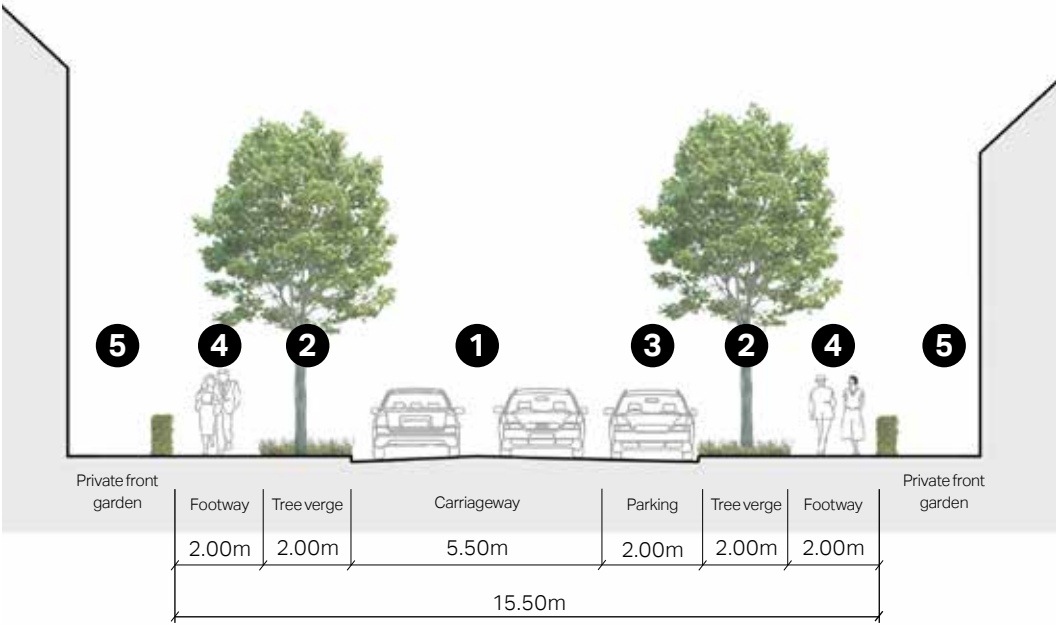 5
4
2
1
3
2
4
5
Private front
garden
Footway
Tree verge
Carriageway
Parking
Tree verge
Footway
Private front
garden
2.00m
2.00m
5.50m
2.00m
2.00m
2.00m
15.50m